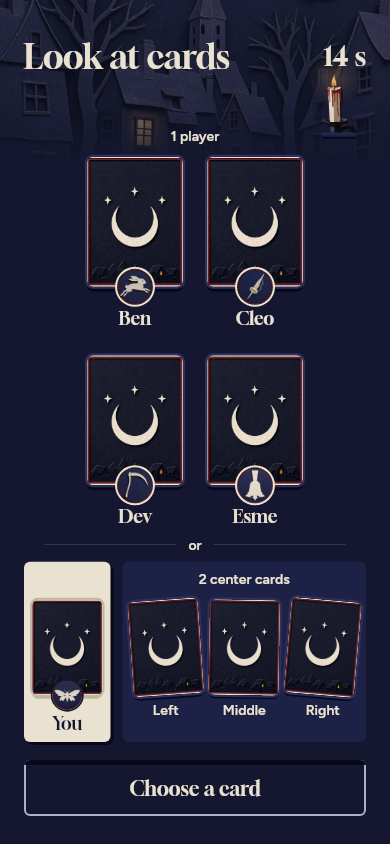 Look at cards
14 s
1 player
Ben
Cleo
Dev
Esme
or
2 center cards
You
Left
Middle
Right
Choose a card